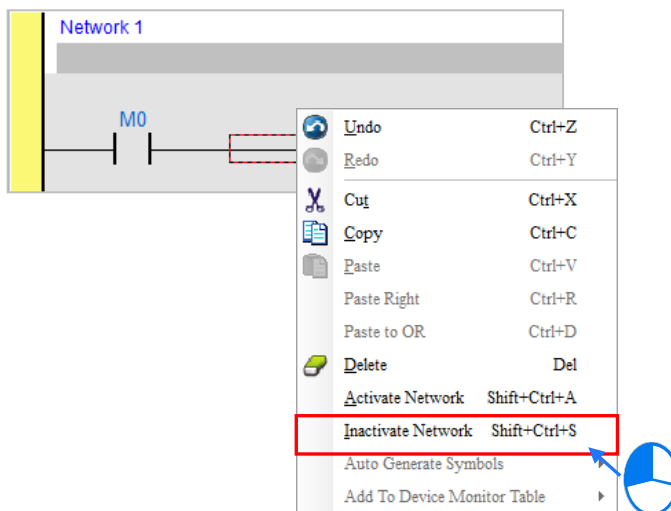 Network 1
M0
Undo Ctrl+Z
Redo Ctrl+Y
Cut Ctrl+X
Copy Ctrl+C
Paste Ctrl+V
Paste Right Ctrl+R
Paste to OR Ctrl+D
Delete Del
Activate Network Shift+Ctrl+A
Inactivate Network Shift+Ctrl+S
Auto Generate Symbols
Add To Device Monitor Table